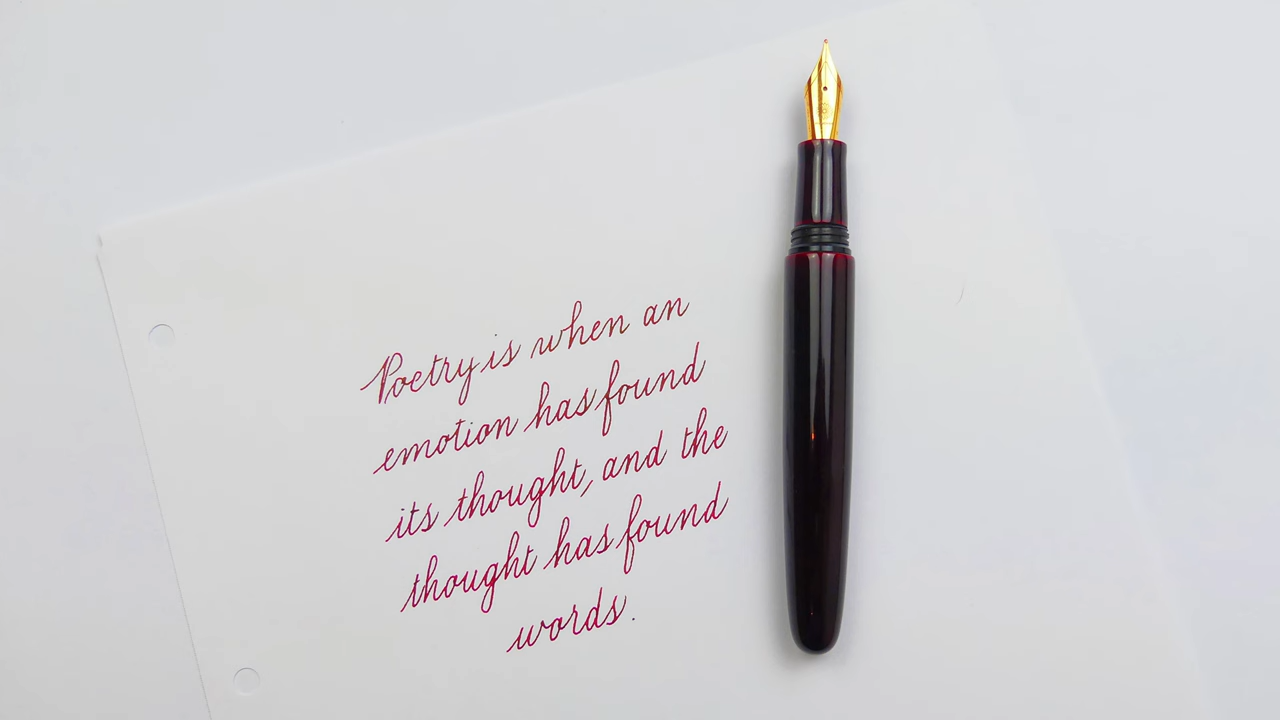 Poetry is when an
emotion has found
its thought, and the
thought has found
words.